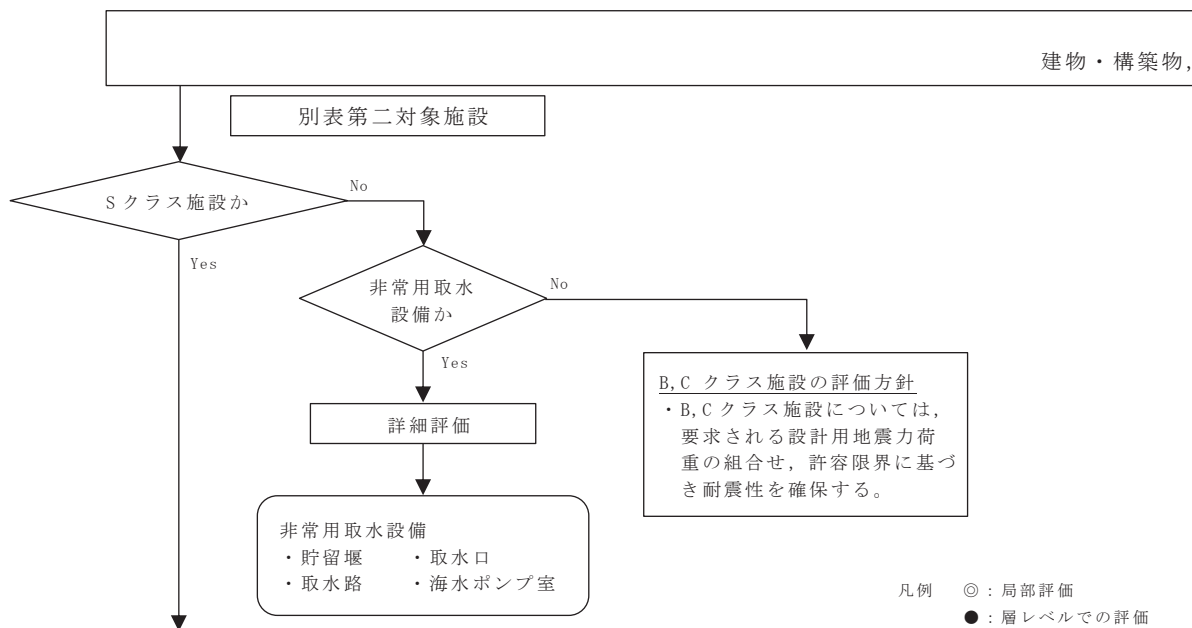 建物・構築物,
別表第二対象施設
Sクラス施設か
No
Yes
非常用取水
設備か
No
Yes
詳細評価
B,C クラス施設の評価方針
・B,Cクラス施設については,
要求される設計用地震力荷
重の組合せ，許容限界に基づ
き耐震性を確保する。
非常用取水設備
・貯留堰　・取水口
・取水路　・海水ポンプ室
凡例　◎：局部評価
●：層レベルでの評価